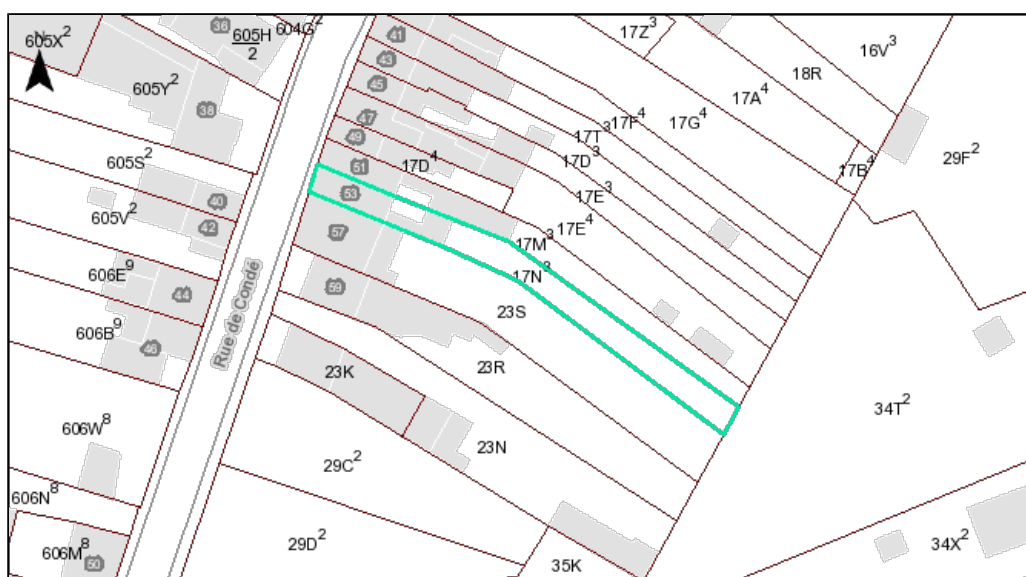 36
605H
2
604G²
605X²
N
605Y²
38
41
43
45
47
49
51
53
57
59
17D⁴
17Z³
16V³
18R
17A⁴
17G⁴
17F⁴
17T³
17D³
17E³
17B⁴
29F²
605S²
40
605V²
42
17E⁴
17M³
17N³
606E⁹
44
23S
606B⁹
46
Rue de Condé
23K
23R
34T²
606W⁸
23N
29C²
606N⁸
606M⁸
50
29D²
35K
34X²